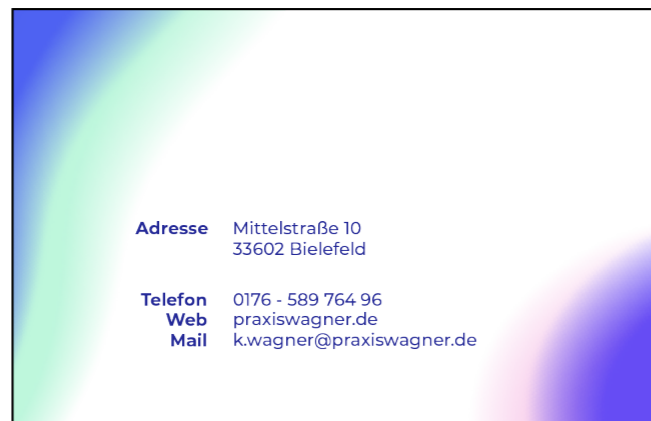 Adresse Mittelstraße 10
33602 Bielefeld
Telefon 0176 - 589 764 96
Web praxiswagner.de
Mail k.wagner@praxiswagner.de